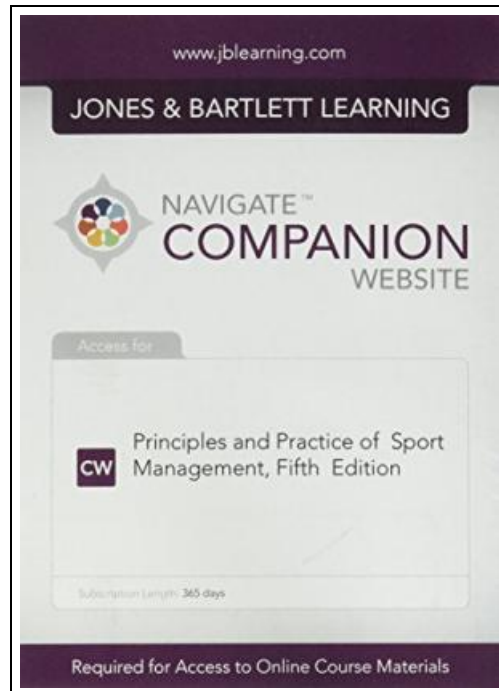 www.jblearning.com
JONES & BARTLETT LEARNING
NAVIGATE™
COMPANION
WEBSITE
Access for
CW
Principles and Practice of Sport
Management, Fifth Edition
Subscription Length: 365 days
Required for Access to Online Course Materials